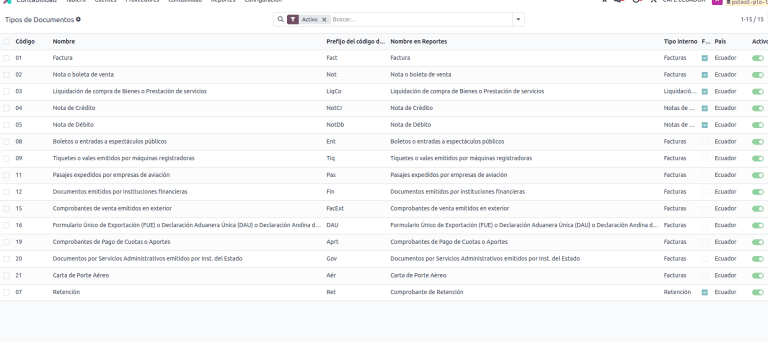 Contabilidad Tablero Clientes Proveedores Contabilidad Reportes Configuración CAFE ECUADOR
Tipos de Documentos Activo × Buscar... 1-15 / 15
Código Nombre Prefijo del código d... Nombre en Reportes Tipo interno F... País Activo
01 Factura Fact Factura Facturas Ecuador
02 Nota o boleta de venta Not Nota o boleta de venta Facturas Ecuador
03 Liquidación de compra de Bienes o Prestación de servicios LiqCo Liquidación de compra de Bienes o Prestación de servicios Liquidació... Ecuador
04 Nota de Crédito NotCr Nota de Crédito Notas de ... Ecuador
05 Nota de Débito NotDb Nota de Débito Notas de ... Ecuador
08 Boletos o entradas a espectáculos públicos Ent Boletos o entradas a espectáculos públicos Facturas Ecuador
09 Tiquetes o vales emitidos por máquinas registradoras Tiq Tiquetes o vales emitidos por máquinas registradoras Facturas Ecuador
11 Pasajes expedidos por empresas de aviación Pas Pasajes expedidos por empresas de aviación Facturas Ecuador
12 Documentos emitidos por instituciones financieras Fin Documentos emitidos por instituciones financieras Facturas Ecuador
15 Comprobantes de venta emitidos en exterior FacExt Comprobantes de venta emitidos en exterior Facturas Ecuador
16 Formulario Único de Exportación (FUE) o Declaración Aduanera Única (DAU) o Declaración Andina d... DAU Formulario Único de Exportación (FUE) o Declaración Aduanera Única (DAU) o Declaración Andina d... Facturas Ecuador
19 Comprobantes de Pago de Cuotas o Aportes Aprt Comprobantes de Pago de Cuotas o Aportes Facturas Ecuador
20 Documentos por Servicios Administrativos emitidos por Inst. del Estado Gov Documentos por Servicios Administrativos emitidos por Inst. del Estado Facturas Ecuador
21 Carta de Porte Aéreo Aér Carta de Porte Aéreo Facturas Ecuador
07 Retención Ret Comprobante de Retención Retención Ecuador